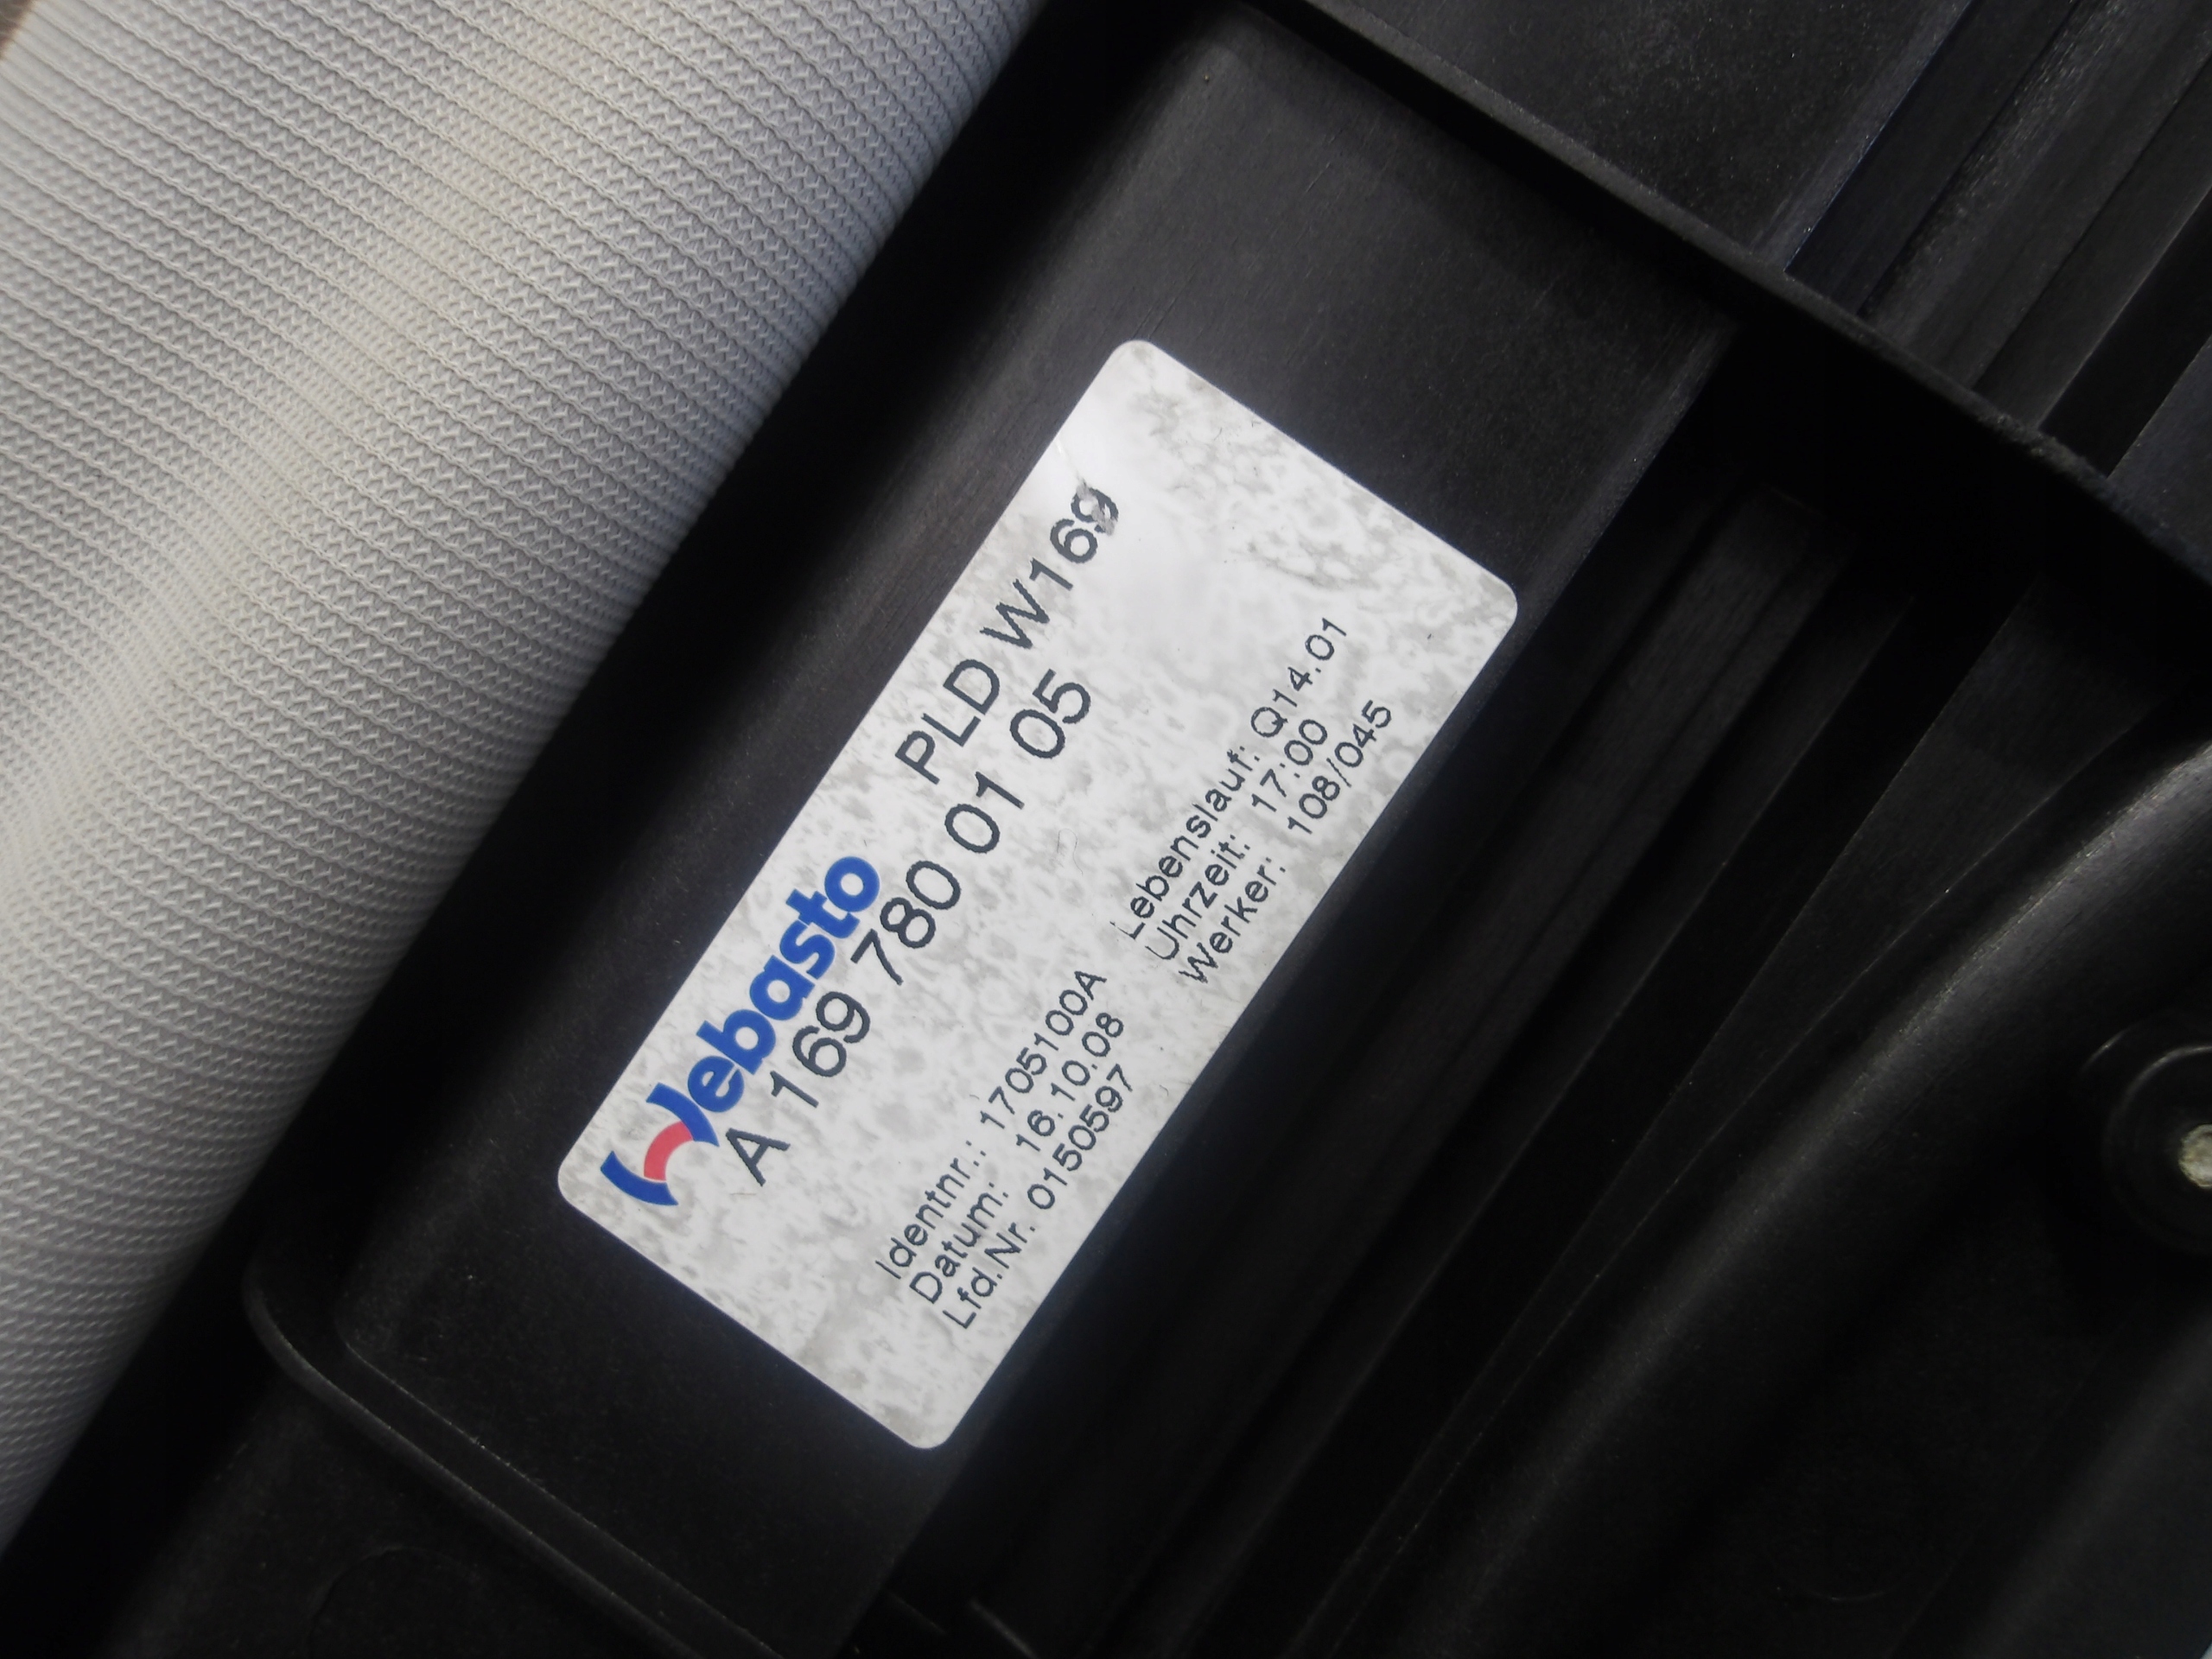 Webasto PLD W169
A 169 780 01 05
Identnr.: 1705100A Lebenslauf: Q14.01
Datum: 16.10.08 Uhrzeit: 17:00
Lfd.Nr. 0150597 Werker: 108/045